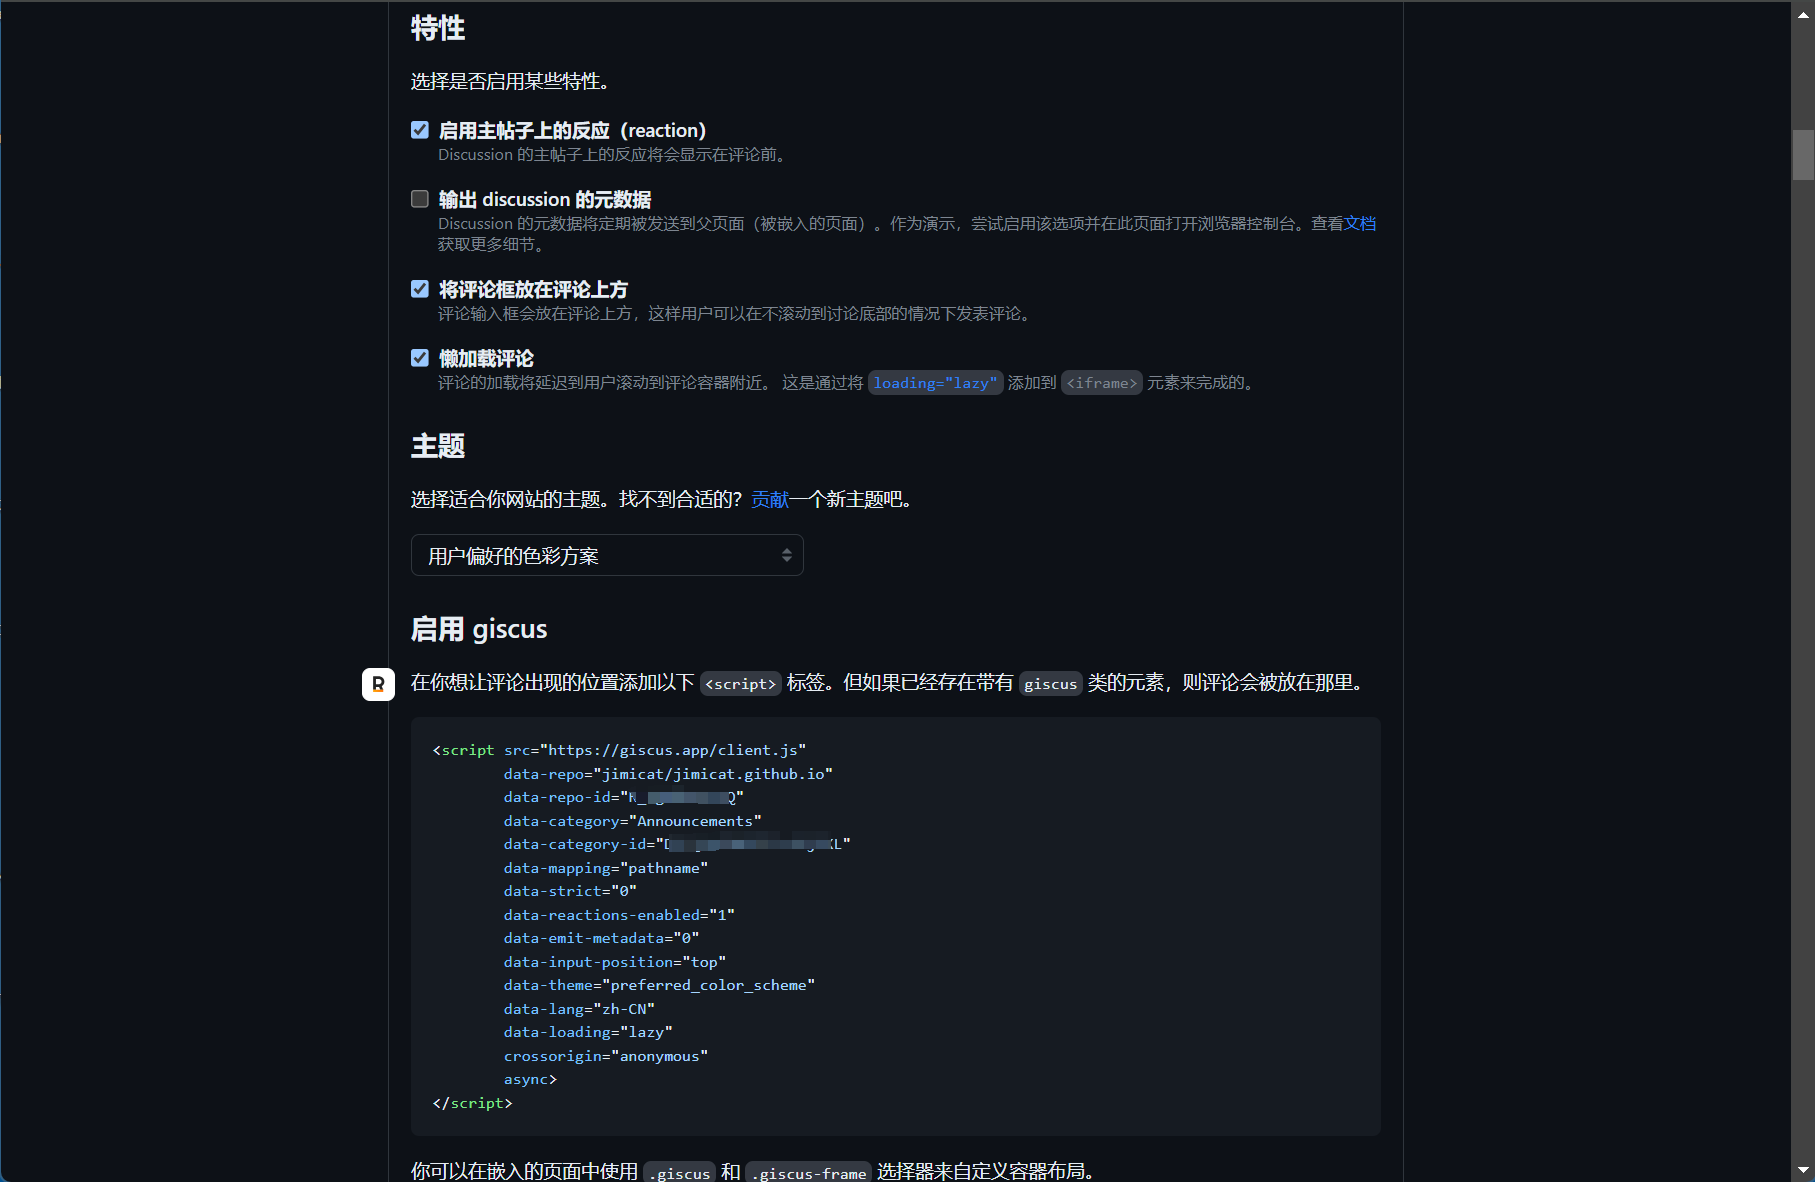 特性
选择是否启用某些特性。
启用主帖子上的反应（reaction）
Discussion 的主帖子上的反应将会显示在评论前。
输出 discussion 的元数据
Discussion 的元数据将定期被发送到父页面（被嵌入的页面）。作为演示，尝试启用该选项并在此页面打开浏览器控制台。查看文档
获取更多细节。
将评论框放在评论上方
评论输入框会放在评论上方，这样用户可以在不滚动到讨论底部的情况下发表评论。
懒加载评论
评论的加载将延迟到用户滚动到评论容器附近。 这是通过将 loading="lazy" 添加到 <iframe> 元素来完成的。
主题
选择适合你网站的主题。找不到合适的？贡献一个新主题吧。
用户偏好的色彩方案
启用 giscus
R
在你想让评论出现的位置添加以下 <script> 标签。但如果已经存在带有 giscus 类的元素，则评论会被放在那里。
<script src="https://giscus.app/client.js"
data-repo="jimicat/jimicat.github.io"
data-repo-id="
data-category="Announcements"
data-category-id="
data-mapping="pathname"
data-strict="0"
data-reactions-enabled="1"
data-emit-metadata="0"
data-input-position="top"
data-theme="preferred_color_scheme"
data-lang="zh-CN"
data-loading="lazy"
crossorigin="anonymous"
async>
</script>
你可以在嵌入的页面中使用 .giscus 和 .giscus-frame 选择器来自定义容器布局。